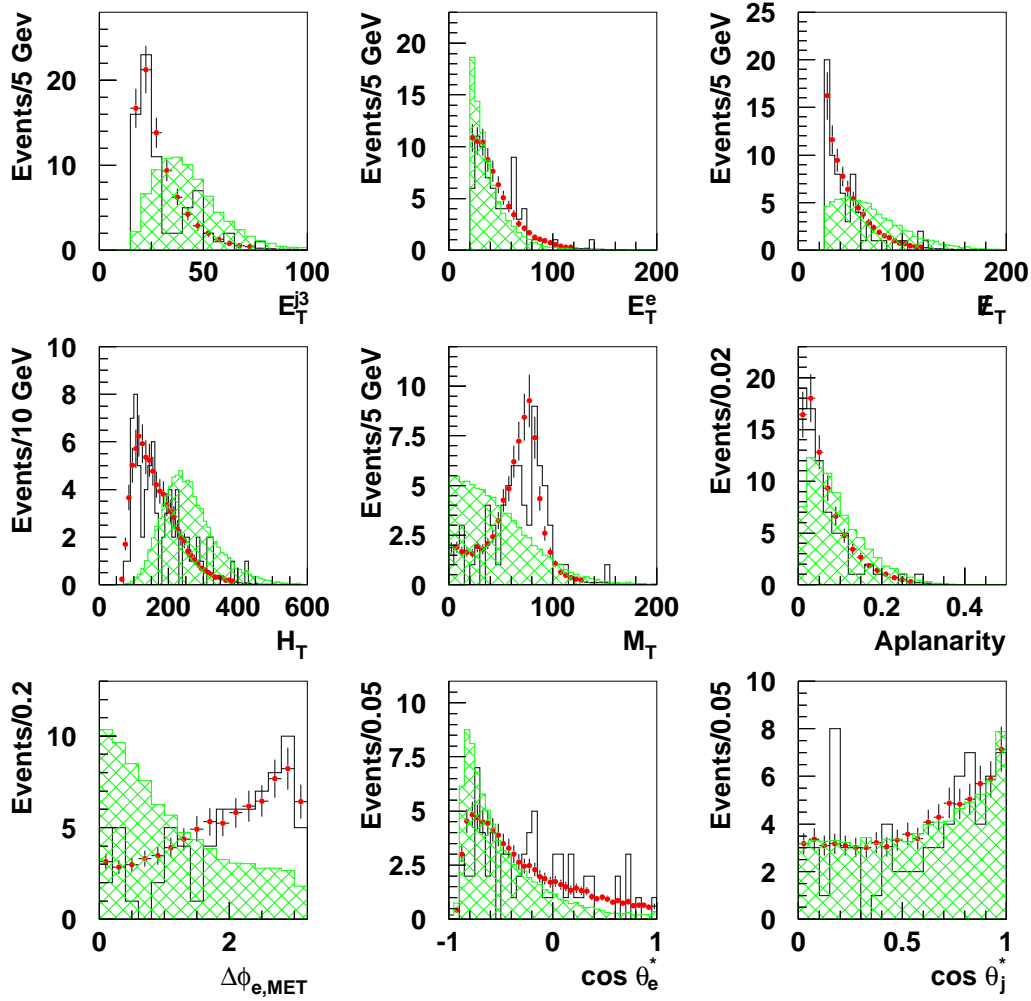 Events/5 GeV
20
10
0
0 50 100
E_T^j3
Events/5 GeV
20
15
10
5
0
0 100 200
E_T^e
Events/5 GeV
20
15
10
5
0
0 100 200
E̸_T
Events/10 GeV
10
8
6
4
2
0
0 200 400 600
H_T
Events/5 GeV
10
7.5
5
2.5
0
0 100 200
M_T
Events/0.02
20
15
10
5
0
0 0.2 0.4
Aplanarity
Events/0.2
10
5
0
0 2
Δϕ_e,MET
Events/0.05
10
7.5
5
2.5
0
-1 0 1
cos θ_e^*
Events/0.05
10
8
6
4
2
0
0 0.5 1
cos θ_j^*